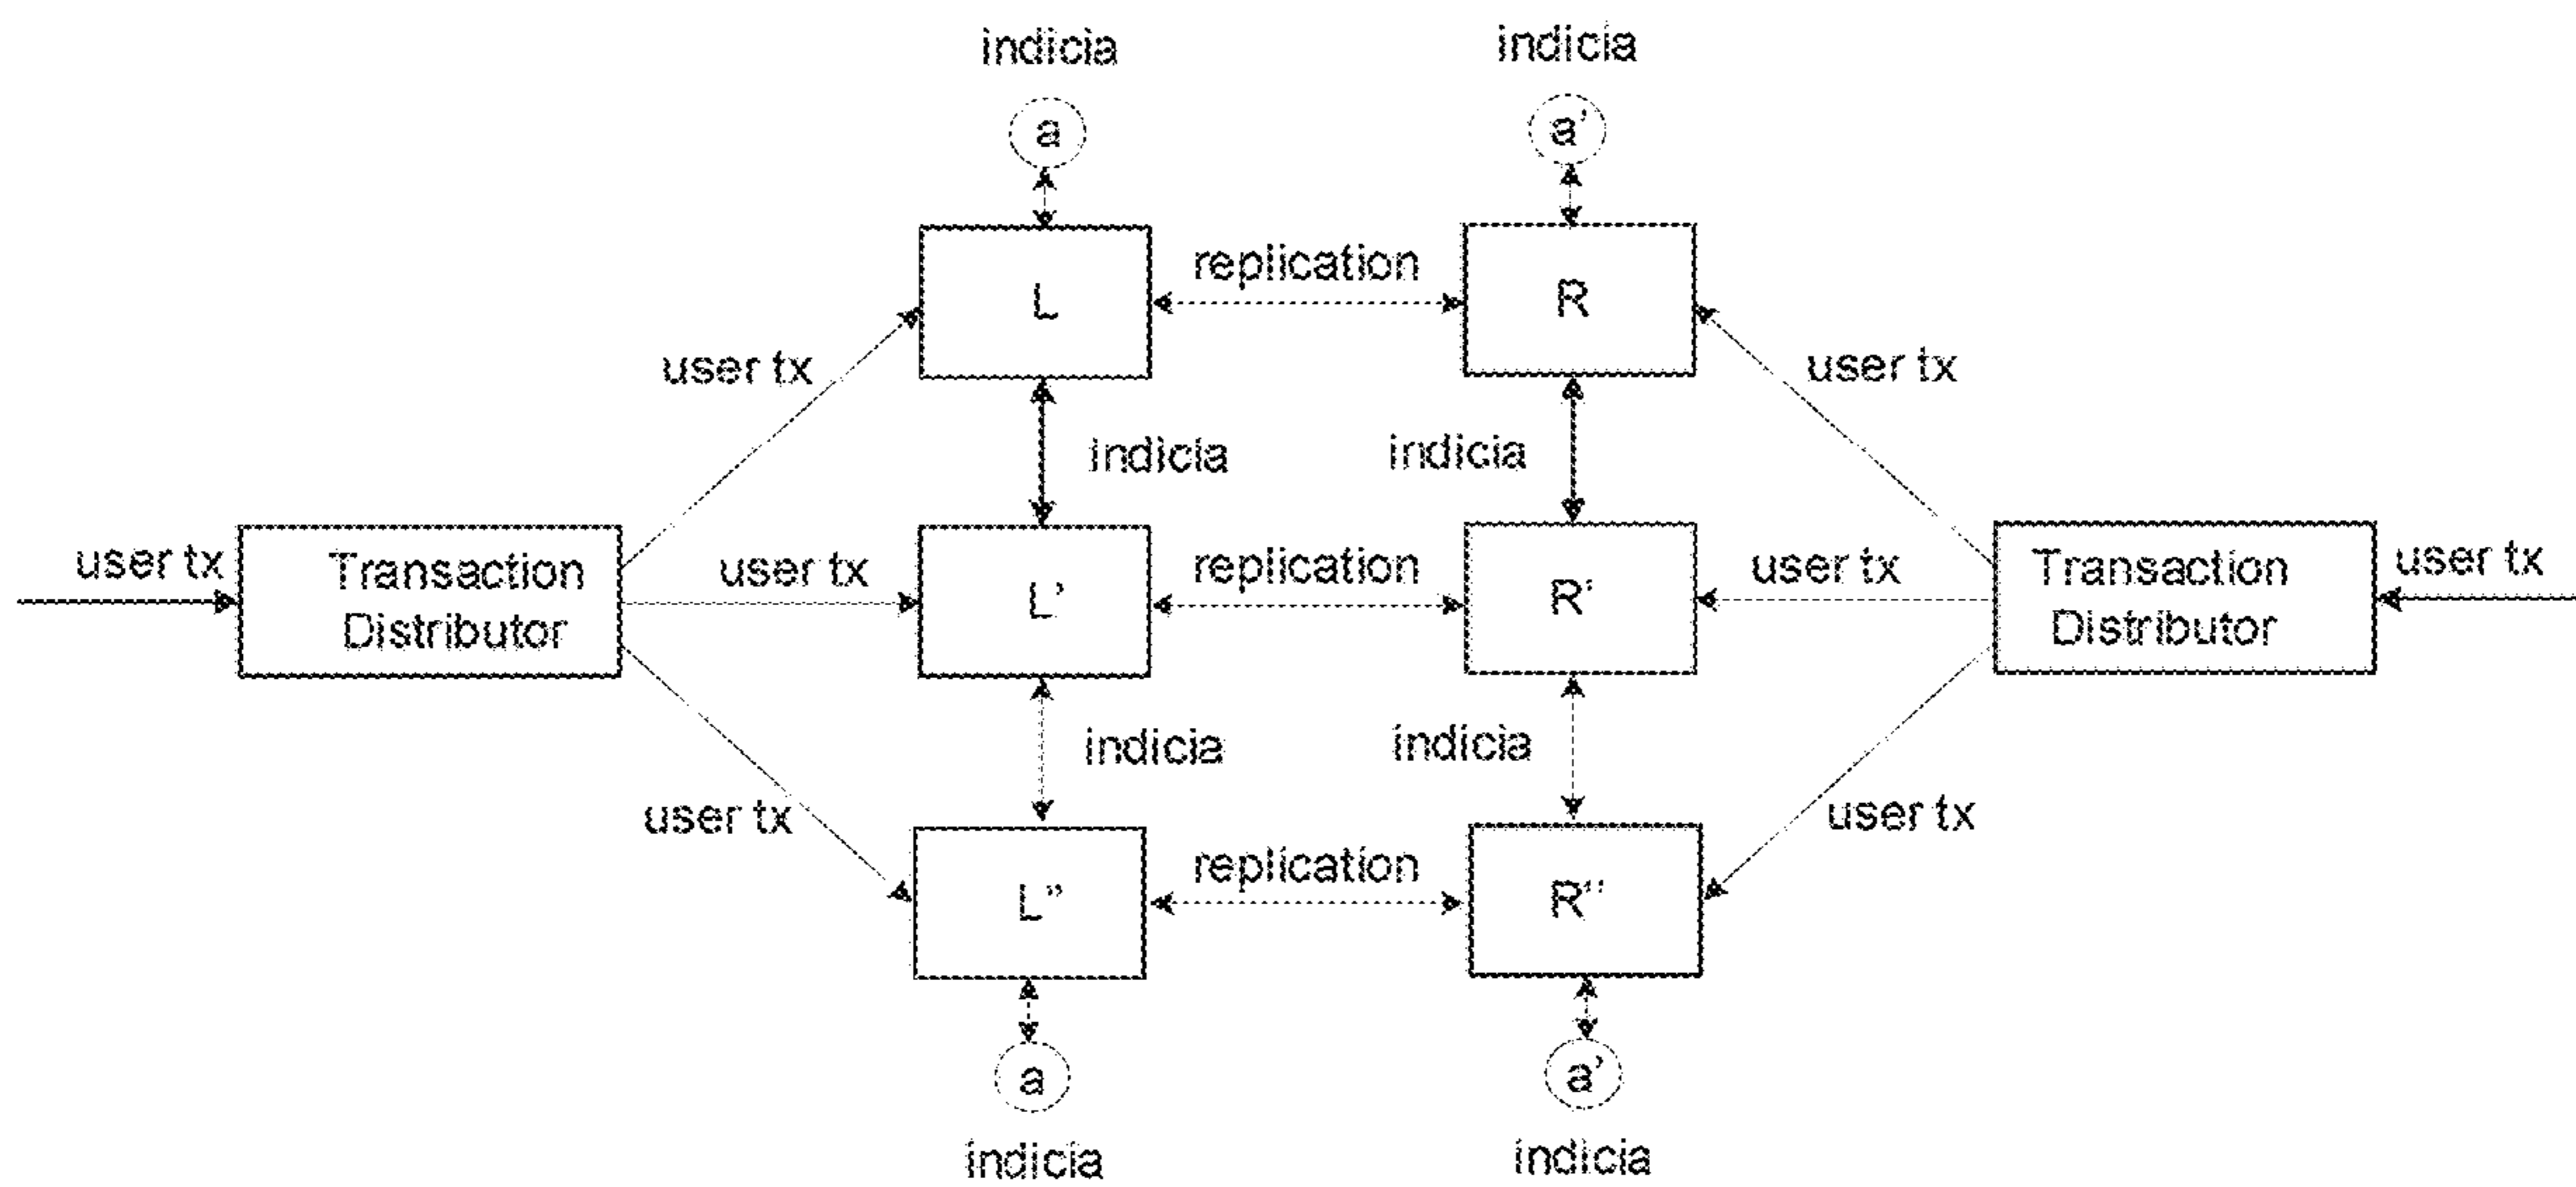 indicia
indicia
a
a'
L
replication
R
user tx
user tx
indicia
indicia
user tx
Transaction
Distributor
user tx
L'
replication
R'
user tx
Transaction
Distributor
user tx
indicia
indicia
user tx
user tx
L"
replication
R"
a
a'
indicia
indicia